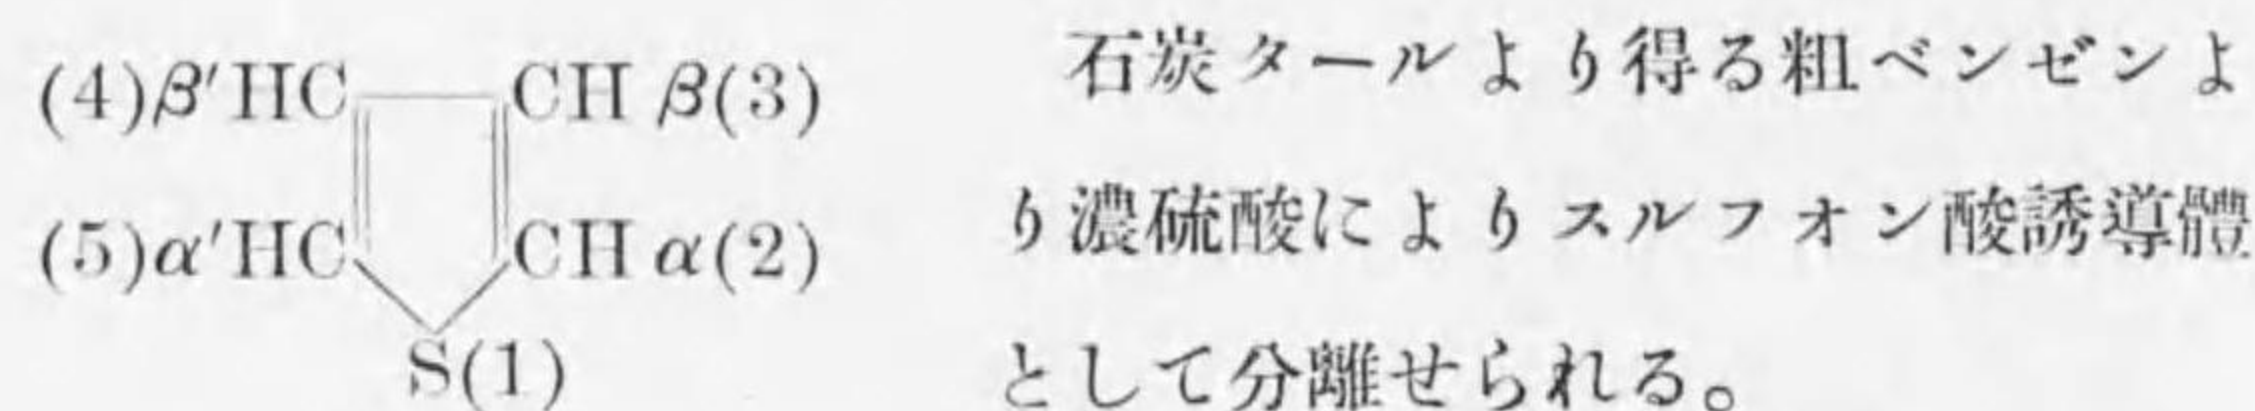 (4)β′HC CH β(3)
(5)α′HC CH α(2)
S(1)
石炭タールより得る粗ベンゼンよ
り濃硫酸によりスルフオン酸誘導體
として分離せられる。